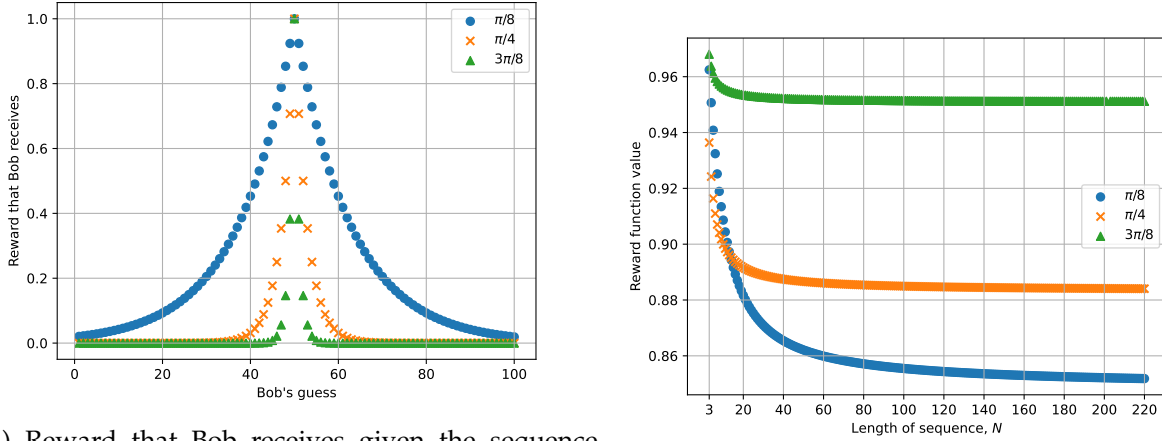 1.0
0.8
0.6
0.4
0.2
0.0
Reward that Bob receives
0 20 40 60 80 100
Bob's guess
π/8
π/4
3π/8
0.96
0.94
0.92
0.90
0.88
0.86
Reward function value
3 20 40 60 80 100 120 140 160 180 200 220
Length of sequence, N
π/8
π/4
3π/8
) Reward that Bob receives given the sequence